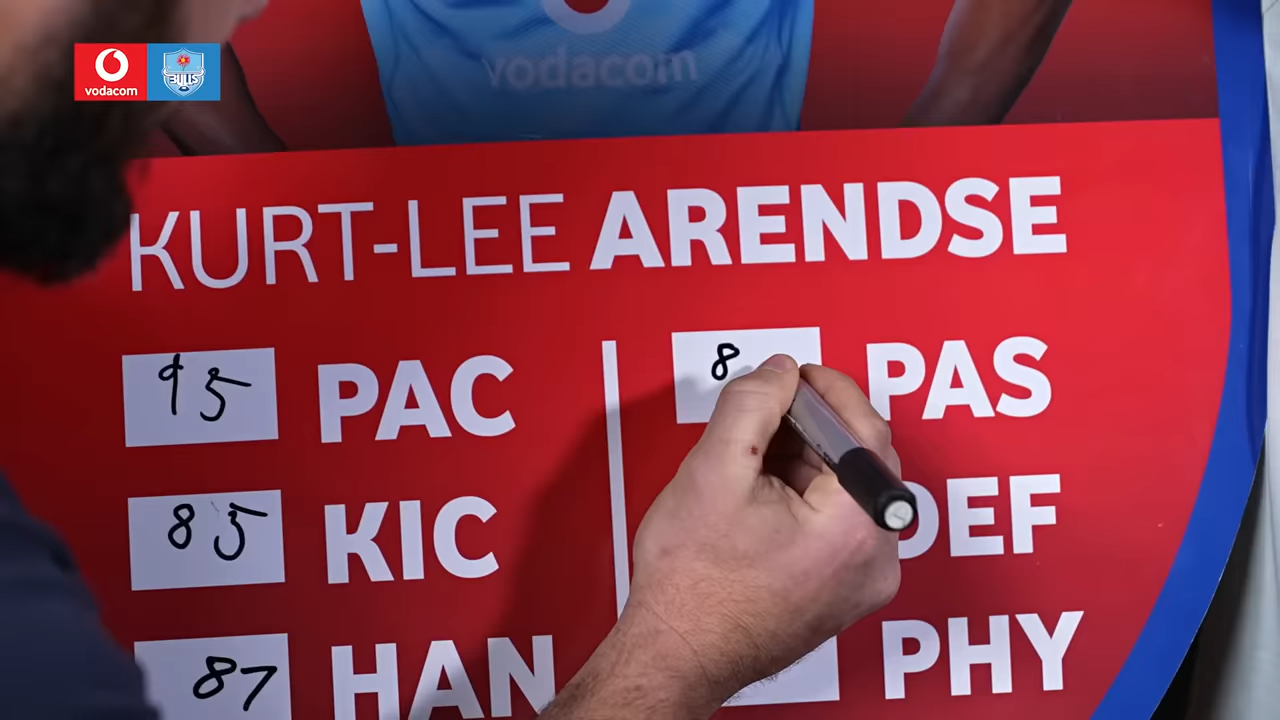 vodacom
vodacom
BULLS
KURT-LEE ARENDSE
95 PAC
8 PAS
85 KIC
DEF
87 HAN
PHY